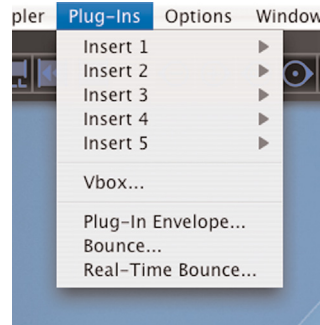 pler Plug-Ins Options Window
Insert 1
Insert 2
Insert 3
Insert 4
Insert 5
Vbox...
Plug-In Envelope...
Bounce...
Real-Time Bounce...